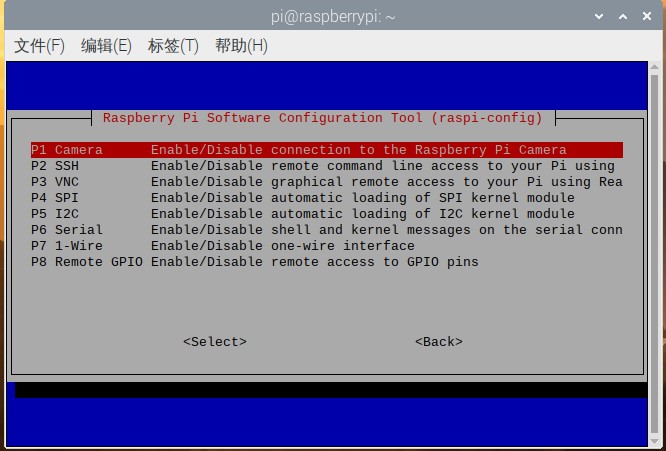 pi@raspberrypi: ~
文件(F) 编辑(E) 标签(T) 帮助(H)
Raspberry Pi Software Configuration Tool (raspi-config)
P1 Camera Enable/Disable connection to the Raspberry Pi Camera
P2 SSH Enable/Disable remote command line access to your Pi using
P3 VNC Enable/Disable graphical remote access to your Pi using Rea
P4 SPI Enable/Disable automatic loading of SPI kernel module
P5 I2C Enable/Disable automatic loading of I2C kernel module
P6 Serial Enable/Disable shell and kernel messages on the serial conn
P7 1-Wire Enable/Disable one-wire interface
P8 Remote GPIO Enable/Disable remote access to GPIO pins
<Select> <Back>